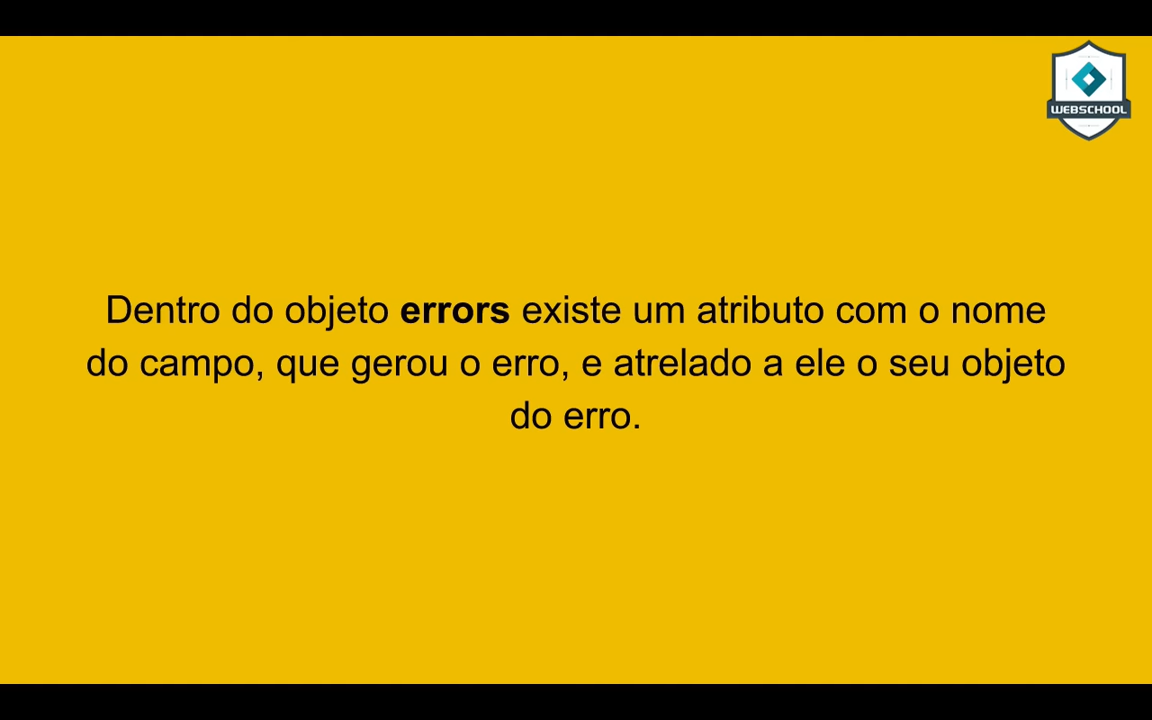 WEBSCHOOL
Dentro do objeto errors existe um atributo com o nome
do campo, que gerou o erro, e atrelado a ele o seu objeto
do erro.